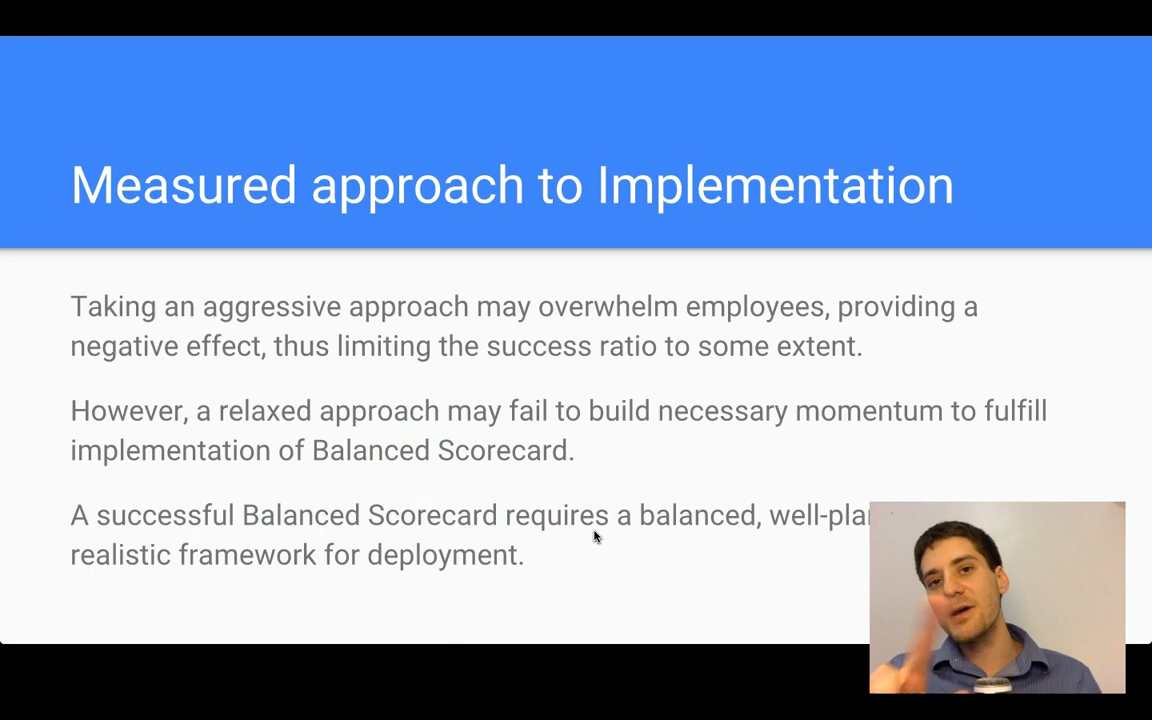 Measured approach to Implementation
Taking an aggressive approach may overwhelm employees, providing a
negative effect, thus limiting the success ratio to some extent.
However, a relaxed approach may fail to build necessary momentum to fulfill
implementation of Balanced Scorecard.
A successful Balanced Scorecard requires a balanced,
realistic framework for deployment.